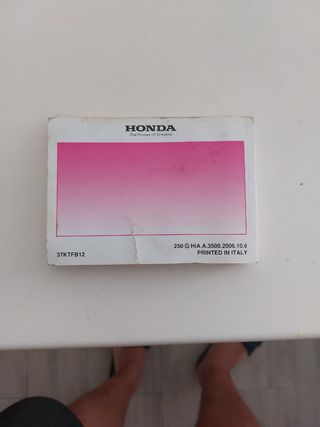 HONDA
The Power of Dreams
250 G HIA A.3500.2006.10.6
37KTFB12
PRINTED IN ITALY